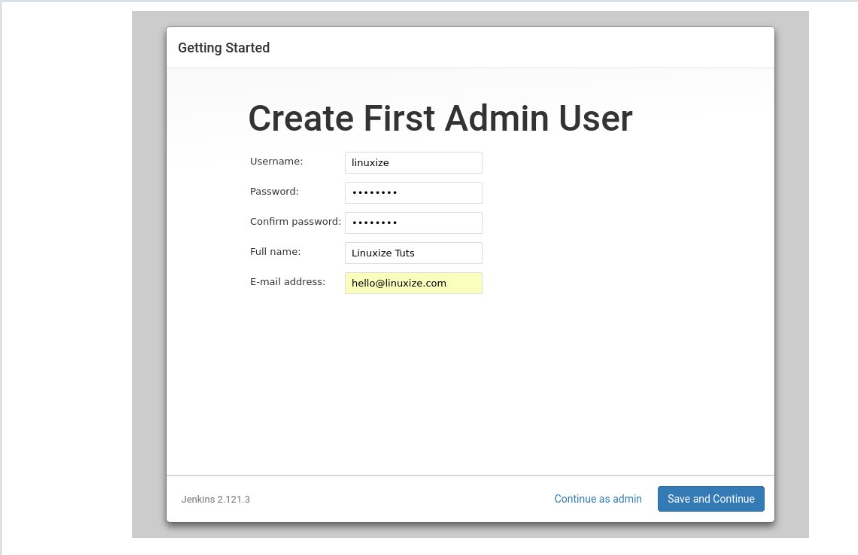 Getting Started
Create First Admin User
Username: linuxize
Password: ••••••••
Confirm password: ••••••••
Full name: Linuxize Tuts
E-mail address: hello@linuxize.com
Jenkins 2.121.3 Continue as admin Save and Continue